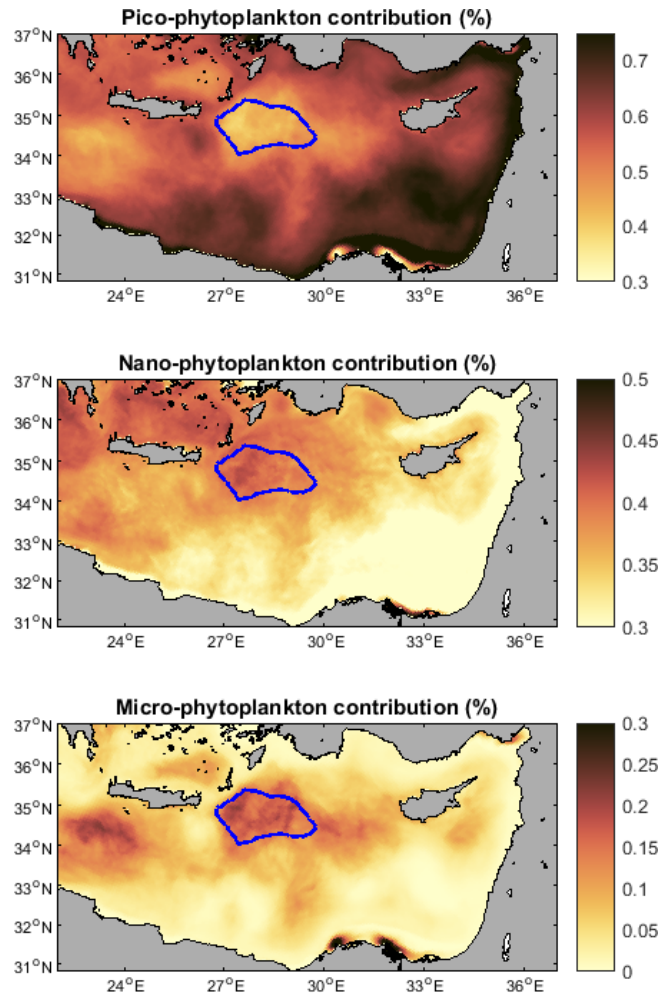 Pico-phytoplankton contribution (%)
37°N
36°N
35°N
34°N
33°N
32°N
31°N
24°E 27°E 30°E 33°E 36°E
0.7
0.6
0.5
0.4
0.3
Nano-phytoplankton contribution (%)
37°N
36°N
35°N
34°N
33°N
32°N
31°N
24°E 27°E 30°E 33°E 36°E
0.5
0.45
0.4
0.35
0.3
Micro-phytoplankton contribution (%)
37°N
36°N
35°N
34°N
33°N
32°N
31°N
24°E 27°E 30°E 33°E 36°E
0.3
0.25
0.2
0.15
0.1
0.05
0